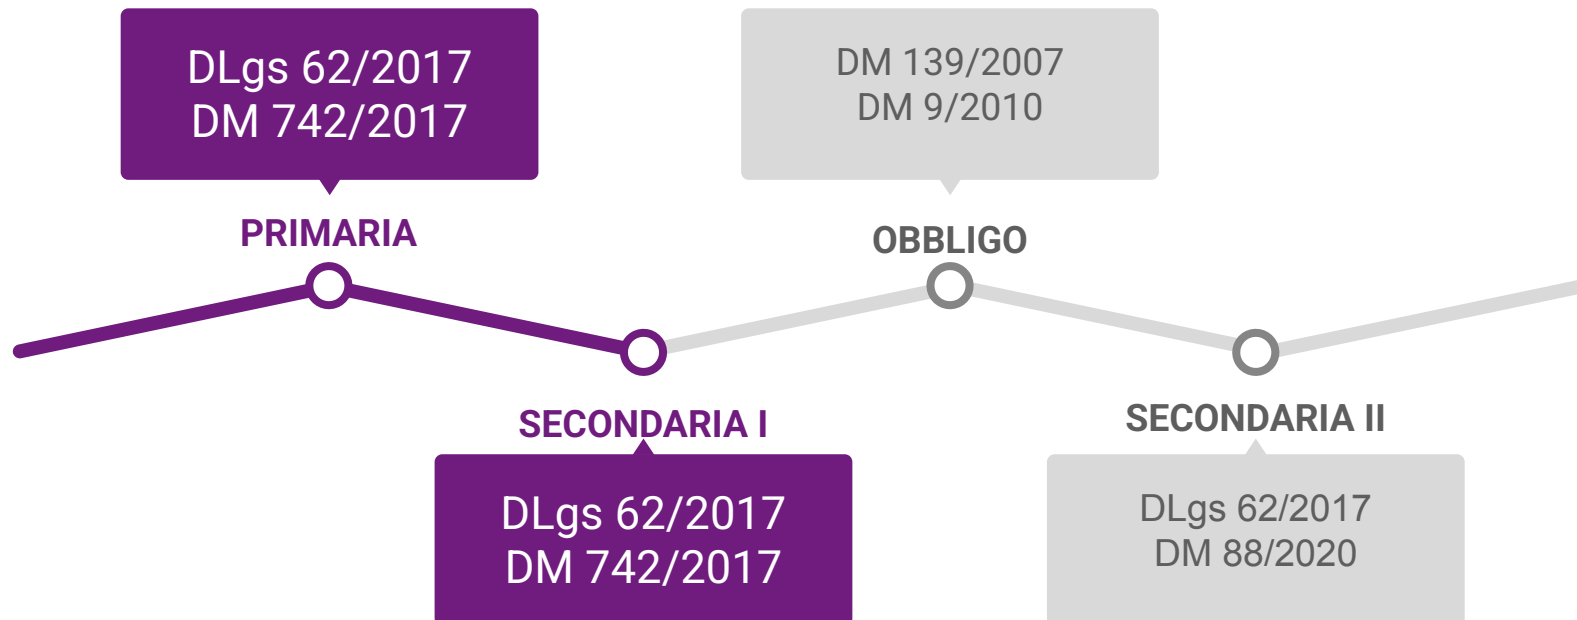 DLgs 62/2017
DM 742/2017
PRIMARIA
SECONDARIA I
DLgs 62/2017
DM 742/2017
DM 139/2007
DM 9/2010
OBBLIGO
SECONDARIA II
DLgs 62/2017
DM 88/2020